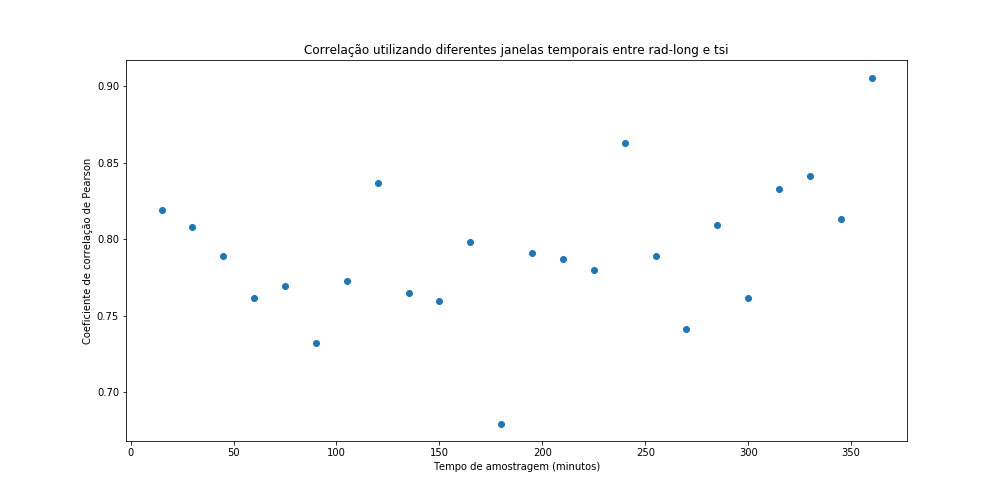 Correlação utilizando diferentes janelas temporais entre rad-long e tsi
0.90
0.85
0.80
0.75
0.70
Coeficiente de correlação de Pearson
0 50 100 150 200 250 300 350
Tempo de amostragem (minutos)